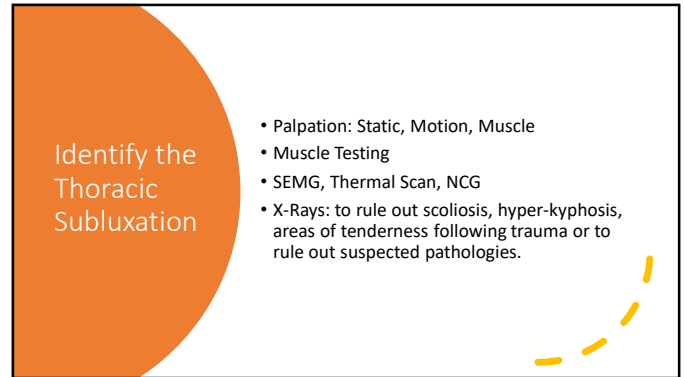 Identify the
Thoracic
Subluxation
• Palpation: Static, Motion, Muscle
• Muscle Testing
• SEMG, Thermal Scan, NCG
• X-Rays: to rule out scoliosis, hyper-kyphosis,
areas of tenderness following trauma or to
rule out suspected pathologies.